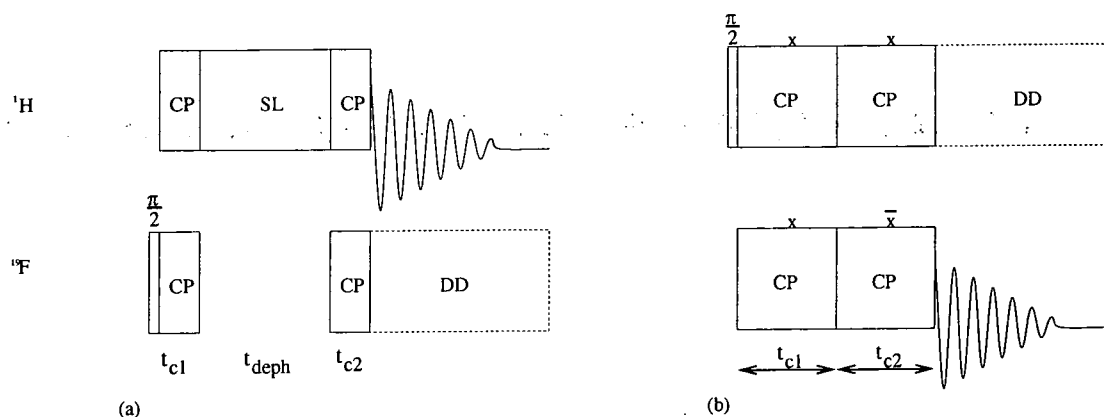 π/2 x x
¹H CP SL CP CP CP DD
π/2 x x̄
¹⁹F CP CP DD CP CP
t_c1 t_deph t_c2 t_c1 t_c2
(a) (b)